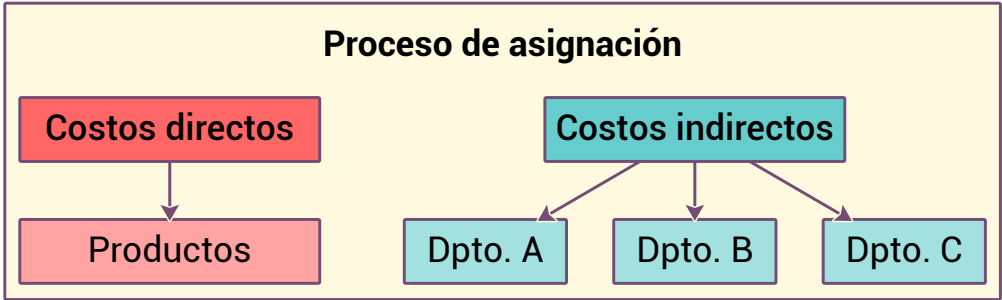 Proceso de asignación
Costos directos
Costos indirectos
Productos
Dpto. A
Dpto. B
Dpto. C